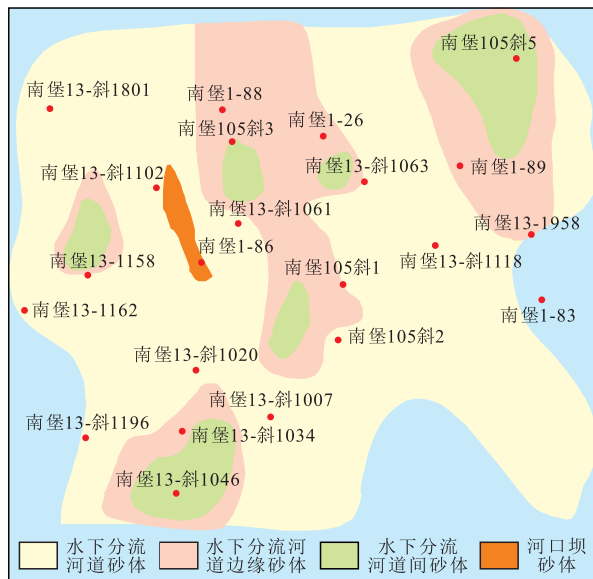 南堡105斜5
南堡13-斜1801
南堡1-88
南堡1-26
南堡105斜3
南堡13-斜1102
南堡13-斜1063
南堡1-89
南堡13-斜1061
南堡13-1958
南堡1-86
南堡13-1158
南堡105斜1
南堡13-斜1118
南堡13-1162
南堡1-83
南堡105斜2
南堡13-斜1020
南堡13-斜1007
南堡13-斜1196
南堡13-斜1034
南堡13-斜1046
水下分流
河道砂体
水下分流河
道边缘砂体
水下分流
河道间砂体
河口坝
砂体